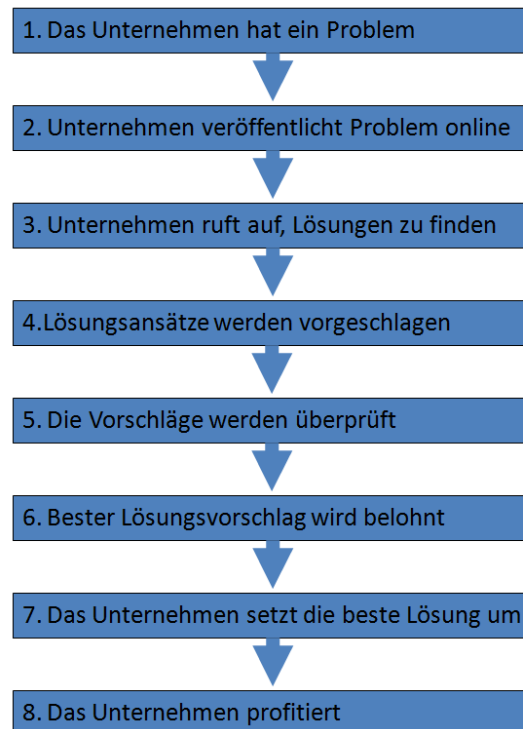 1. Das Unternehmen hat ein Problem
2. Unternehmen veröffentlicht Problem online
3. Unternehmen ruft auf, Lösungen zu finden
4.Lösungsansätze werden vorgeschlagen
5. Die Vorschläge werden überprüft
6. Bester Lösungsvorschlag wird belohnt
7. Das Unternehmen setzt die beste Lösung um
8. Das Unternehmen profitiert